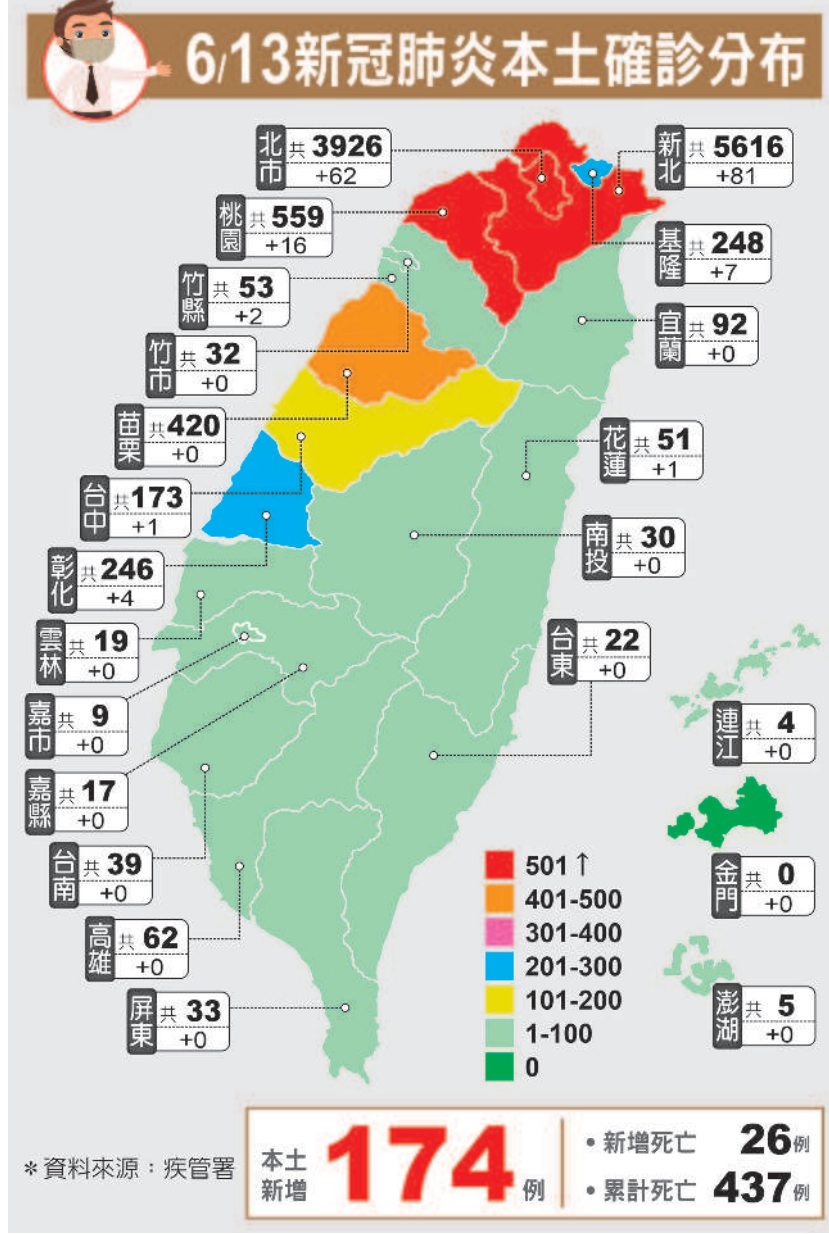 6/13新冠肺炎本土確診分布
北市 共 3926
+62
新北 共 5616
+81
桃園 共 559
+16
基隆 共 248
+7
竹縣 共 53
+2
宜蘭 共 92
+0
竹市 共 32
+0
苗栗 共 420
+0
花蓮 共 51
+1
台中 共 173
+1
南投 共 30
+0
彰化 共 246
+4
雲林 共 19
+0
台東 共 22
+0
嘉市 共 9
+0
連江 共 4
+0
嘉縣 共 17
+0
台南 共 39
+0
金門 共 0
+0
高雄 共 62
+0
屏東 共 33
+0
澎湖 共 5
+0
501↑
401-500
301-400
201-300
101-200
1-100
0
＊資料來源：疾管署
本土新增 174 例
•新增死亡 26例
•累計死亡 437例